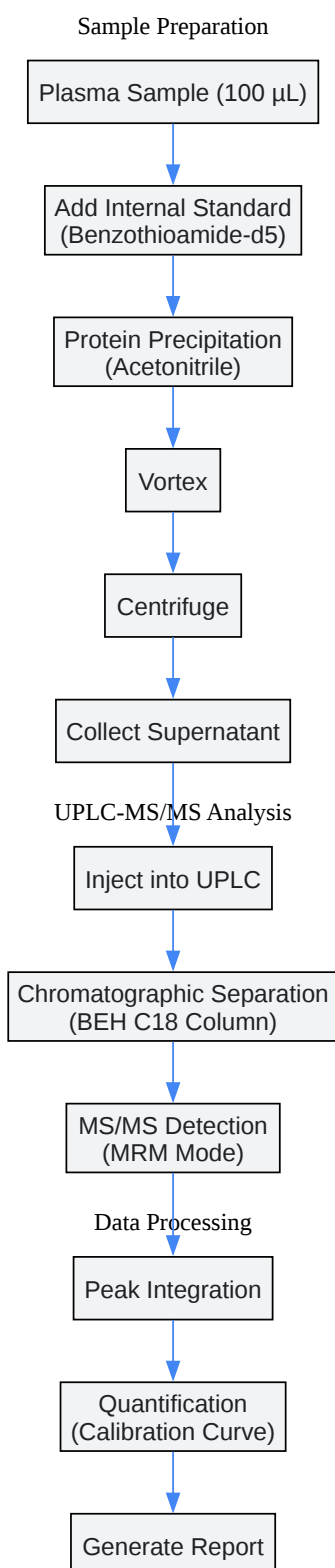 Sample Preparation
Plasma Sample (100 µL)
Add Internal Standard
(Benzothioamide-d5)
Protein Precipitation
(Acetonitrile)
Vortex
Centrifuge
Collect Supernatant
UPLC-MS/MS Analysis
Inject into UPLC
Chromatographic Separation
(BEH C18 Column)
MS/MS Detection
(MRM Mode)
Data Processing
Peak Integration
Quantification
(Calibration Curve)
Generate Report